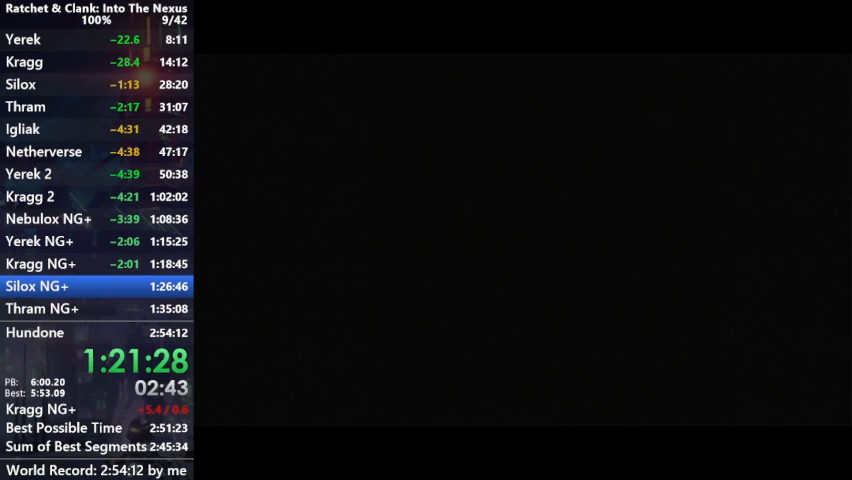 Ratchet & Clank: Into The Nexus
100% 9/42
Yerek -22.6 8:11
Kragg -28.4 14:12
Silox -1:13 28:20
Thram -2:17 31:07
Igliak -4:31 42:18
Netherverse -4:38 47:17
Yerek 2 -4:39 50:38
Kragg 2 -4:21 1:02:02
Nebulox NG+ -3:39 1:08:36
Yerek NG+ -2:06 1:15:25
Kragg NG+ -2:01 1:18:45
Silox NG+ 1:26:46
Thram NG+ 1:35:08
Hundone 2:54:12
1:21:28
PB: 6:00.20 02:43
Best: 5:53.09
Kragg NG+ +5.4 / 0.6
Best Possible Time 2:51:23
Sum of Best Segments 2:45:34
World Record: 2:54:12 by me